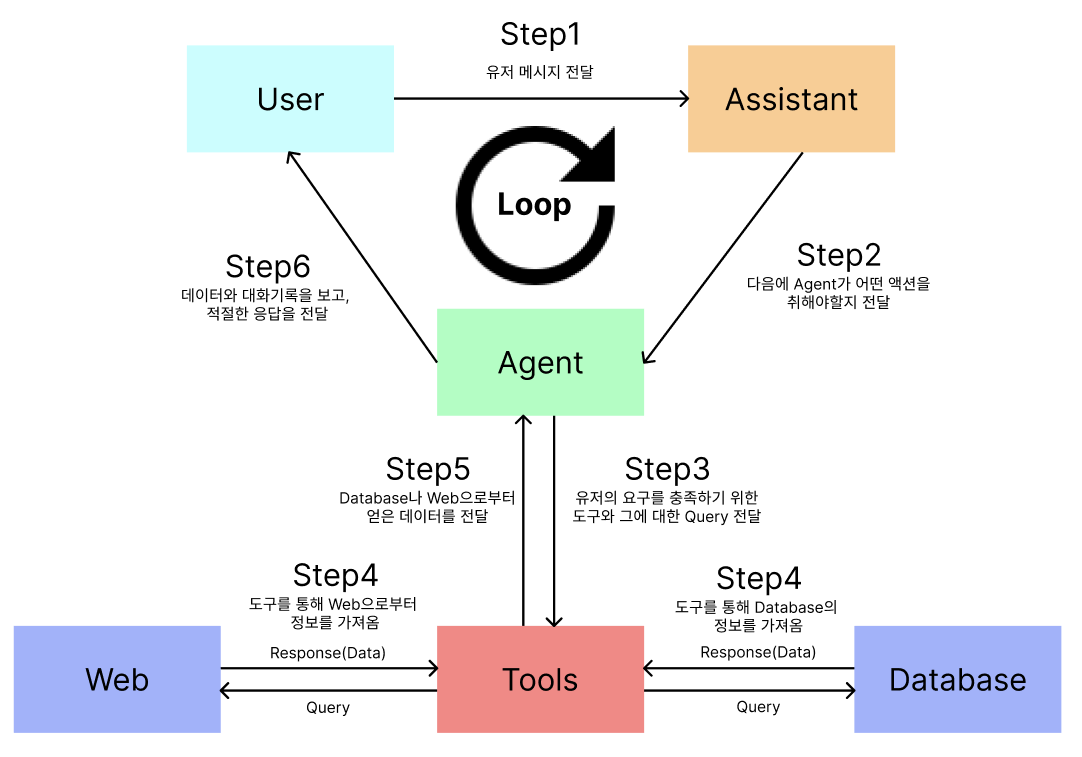 Step1
유저 메시지 전달
User
Assistant
Loop
Step2
다음에 Agent가 어떤 액션을
취해야할지 전달
Step6
데이터와 대화기록을 보고,
적절한 응답을 전달
Agent
Step5
Database나 Web으로부터
얻은 데이터를 전달
Step3
유저의 요구를 충족하기 위한
도구와 그에 대한 Query 전달
Step4
도구를 통해 Web으로부터
정보를 가져옴
Response(Data)
Query
Step4
도구를 통해 Database의
정보를 가져옴
Response(Data)
Query
Web
Tools
Database